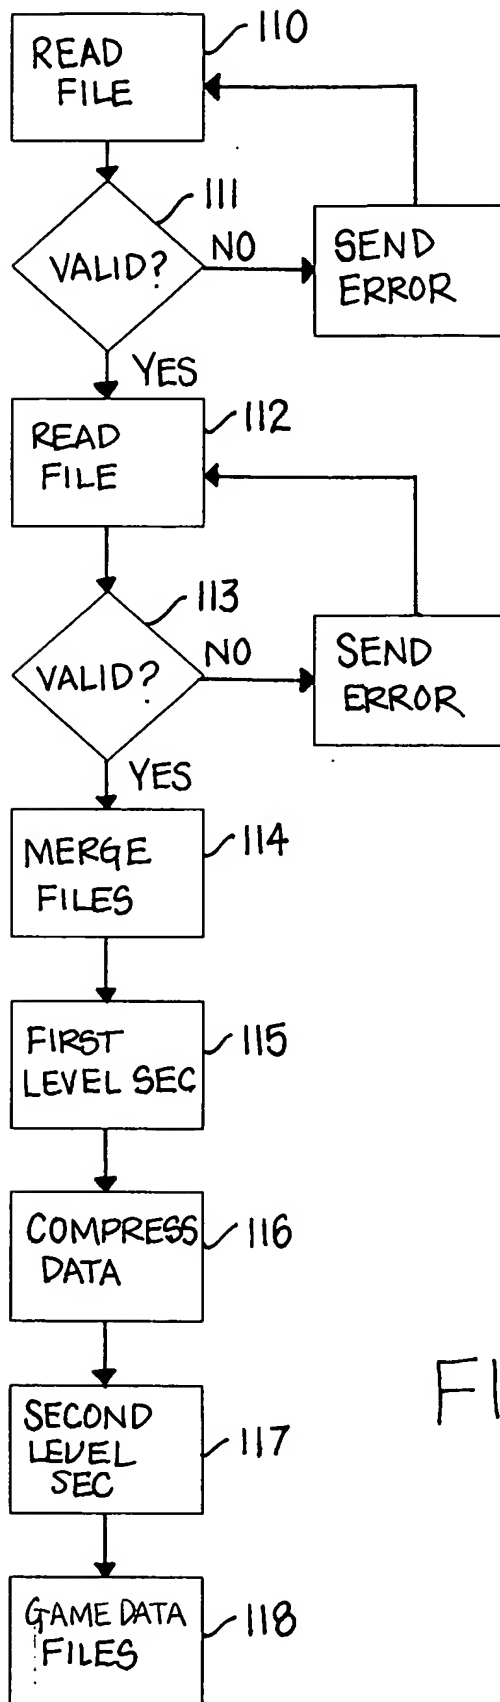 110
READ
FILE
111
VALID?
NO
SEND
ERROR
YES
112
READ
FILE
113
VALID?
NO
SEND
ERROR
YES
MERGE
FILES
114
FIRST
LEVEL SEC
115
COMPRESS
DATA
116
SECOND
LEVEL
SEC
117
FI
GAME DATA
FILES
118